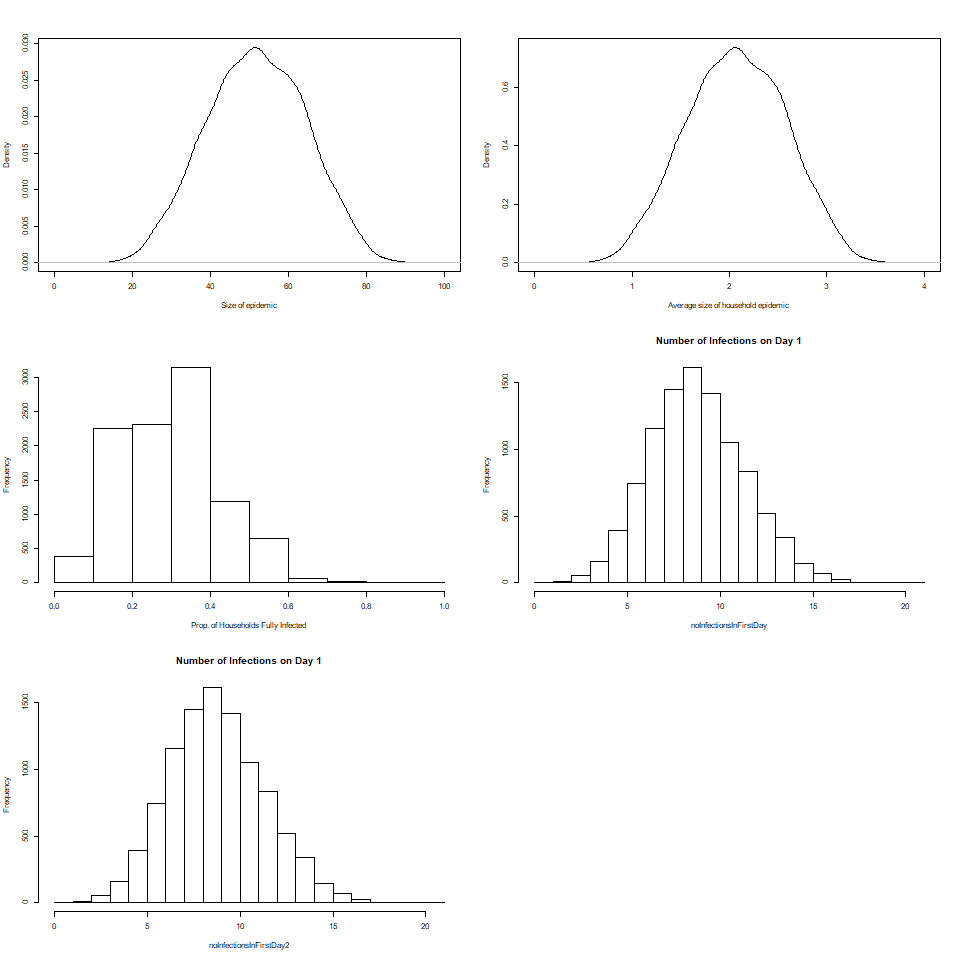 Density
0.000 0.005 0.010 0.015 0.020 0.025 0.030
0 20 40 60 80 100
Size of epidemic
Density
0.0 0.2 0.4 0.6
0 1 2 3 4
Average size of household epidemic
Frequency
0 500 1000 1500 2000 2500 3000
0.0 0.2 0.4 0.6 0.8 1.0
Prop. of Households Fully Infected
Number of Infections on Day 1
Frequency
0 500 1000 1500
0 5 10 15 20
noInfectionsInFirstDay
Number of Infections on Day 1
Frequency
0 500 1000 1500
0 5 10 15 20
noInfectionsInFirstDay2